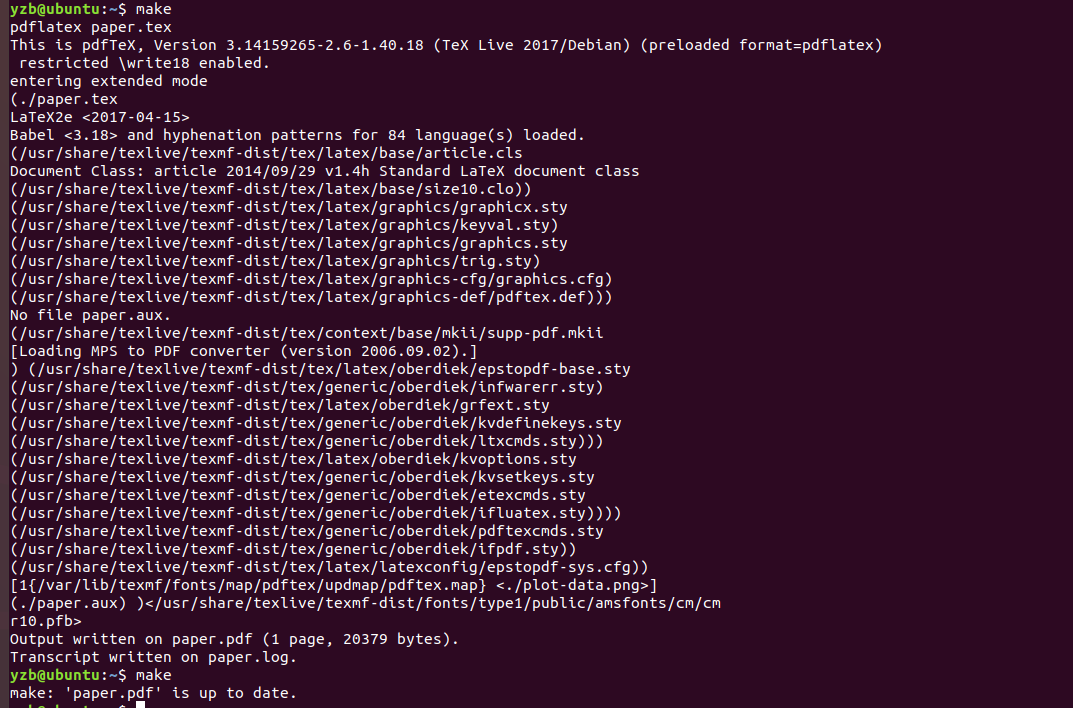 yzb@ubuntu:~$ make
pdflatex paper.tex
This is pdfTeX, Version 3.14159265-2.6-1.40.18 (TeX Live 2017/Debian) (preloaded format=pdflatex)
 restricted \write18 enabled.
entering extended mode
(./paper.tex
LaTeX2e <2017-04-15>
Babel <3.18> and hyphenation patterns for 84 language(s) loaded.
(/usr/share/texlive/texmf-dist/tex/latex/base/article.cls
Document Class: article 2014/09/29 v1.4h Standard LaTeX document class
(/usr/share/texlive/texmf-dist/tex/latex/base/size10.clo))
(/usr/share/texlive/texmf-dist/tex/latex/graphics/graphicx.sty
(/usr/share/texlive/texmf-dist/tex/latex/graphics/keyval.sty)
(/usr/share/texlive/texmf-dist/tex/latex/graphics/graphics.sty
(/usr/share/texlive/texmf-dist/tex/latex/graphics/trig.sty)
(/usr/share/texlive/texmf-dist/tex/latex/graphics-cfg/graphics.cfg)
(/usr/share/texlive/texmf-dist/tex/latex/graphics-def/pdftex.def)))
No file paper.aux.
(/usr/share/texlive/texmf-dist/tex/context/base/mkii/supp-pdf.mkii
[Loading MPS to PDF converter (version 2006.09.02).]
) (/usr/share/texlive/texmf-dist/tex/latex/oberdiek/epstopdf-base.sty
(/usr/share/texlive/texmf-dist/tex/generic/oberdiek/infwarerr.sty)
(/usr/share/texlive/texmf-dist/tex/latex/oberdiek/grfext.sty
(/usr/share/texlive/texmf-dist/tex/generic/oberdiek/kvdefinekeys.sty
(/usr/share/texlive/texmf-dist/tex/generic/oberdiek/ltxcmds.sty)))
(/usr/share/texlive/texmf-dist/tex/latex/oberdiek/kvoptions.sty
(/usr/share/texlive/texmf-dist/tex/generic/oberdiek/kvsetkeys.sty
(/usr/share/texlive/texmf-dist/tex/generic/oberdiek/etexcmds.sty
(/usr/share/texlive/texmf-dist/tex/generic/oberdiek/ifluatex.sty))))
(/usr/share/texlive/texmf-dist/tex/generic/oberdiek/pdftexcmds.sty
(/usr/share/texlive/texmf-dist/tex/generic/oberdiek/ifpdf.sty))
(/usr/share/texlive/texmf-dist/tex/latex/latexconfig/epstopdf-sys.cfg))
[1{/var/lib/texmf/fonts/map/pdftex/updmap/pdftex.map} <./plot-data.png>]
(./paper.aux) )</usr/share/texlive/texmf-dist/fonts/type1/public/amsfonts/cm/cm
r10.pfb>
Output written on paper.pdf (1 page, 20379 bytes).
Transcript written on paper.log.
yzb@ubuntu:~$ make
make: 'paper.pdf' is up to date.